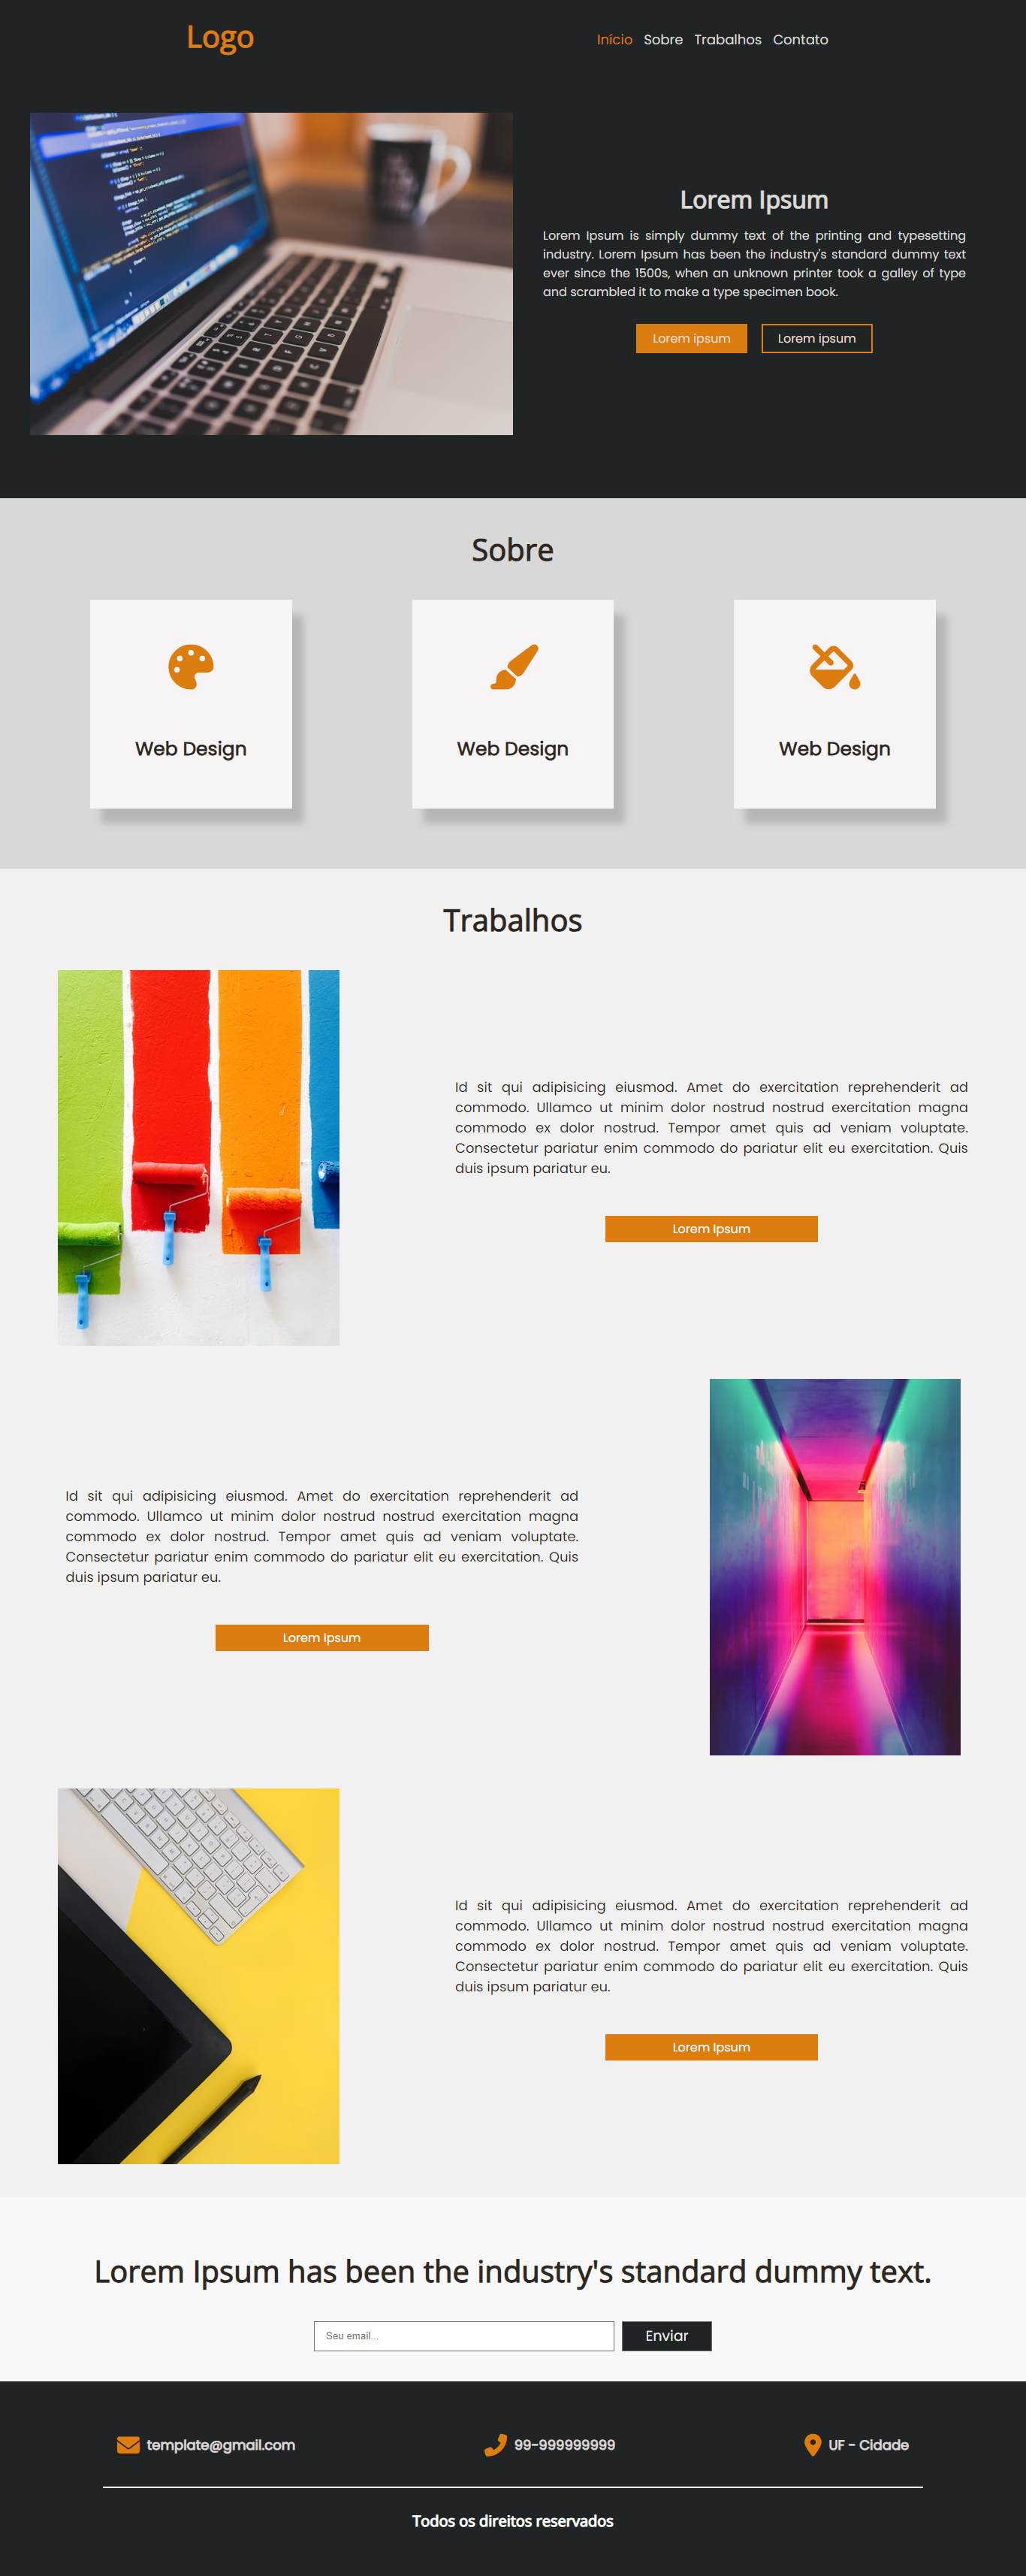 Logo
Início Sobre Trabalhos Contato
Lorem Ipsum
Lorem Ipsum is simply dummy text of the printing and typesetting
industry. Lorem Ipsum has been the industry's standard dummy text
ever since the 1500s, when an unknown printer took a galley of type
and scrambled it to make a type specimen book.
Lorem ipsum Lorem ipsum
Sobre
Web Design Web Design Web Design
Trabalhos
Id sit qui adipisicing eiusmod. Amet do exercitation reprehenderit ad
commodo. Ullamco ut minim dolor nostrud nostrud exercitation magna
commodo ex dolor nostrud. Tempor amet quis ad veniam voluptate.
Consectetur pariatur enim commodo do pariatur elit eu exercitation. Quis
duis ipsum pariatur eu.
Lorem Ipsum
Id sit qui adipisicing eiusmod. Amet do exercitation reprehenderit ad
commodo. Ullamco ut minim dolor nostrud nostrud exercitation magna
commodo ex dolor nostrud. Tempor amet quis ad veniam voluptate.
Consectetur pariatur enim commodo do pariatur elit eu exercitation. Quis
duis ipsum pariatur eu.
Lorem Ipsum
Id sit qui adipisicing eiusmod. Amet do exercitation reprehenderit ad
commodo. Ullamco ut minim dolor nostrud nostrud exercitation magna
commodo ex dolor nostrud. Tempor amet quis ad veniam voluptate.
Consectetur pariatur enim commodo do pariatur elit eu exercitation. Quis
duis ipsum pariatur eu.
Lorem Ipsum
Lorem Ipsum has been the industry's standard dummy text.
Seu email... Enviar
template@gmail.com 99-999999999 UF - Cidade
Todos os direitos reservados